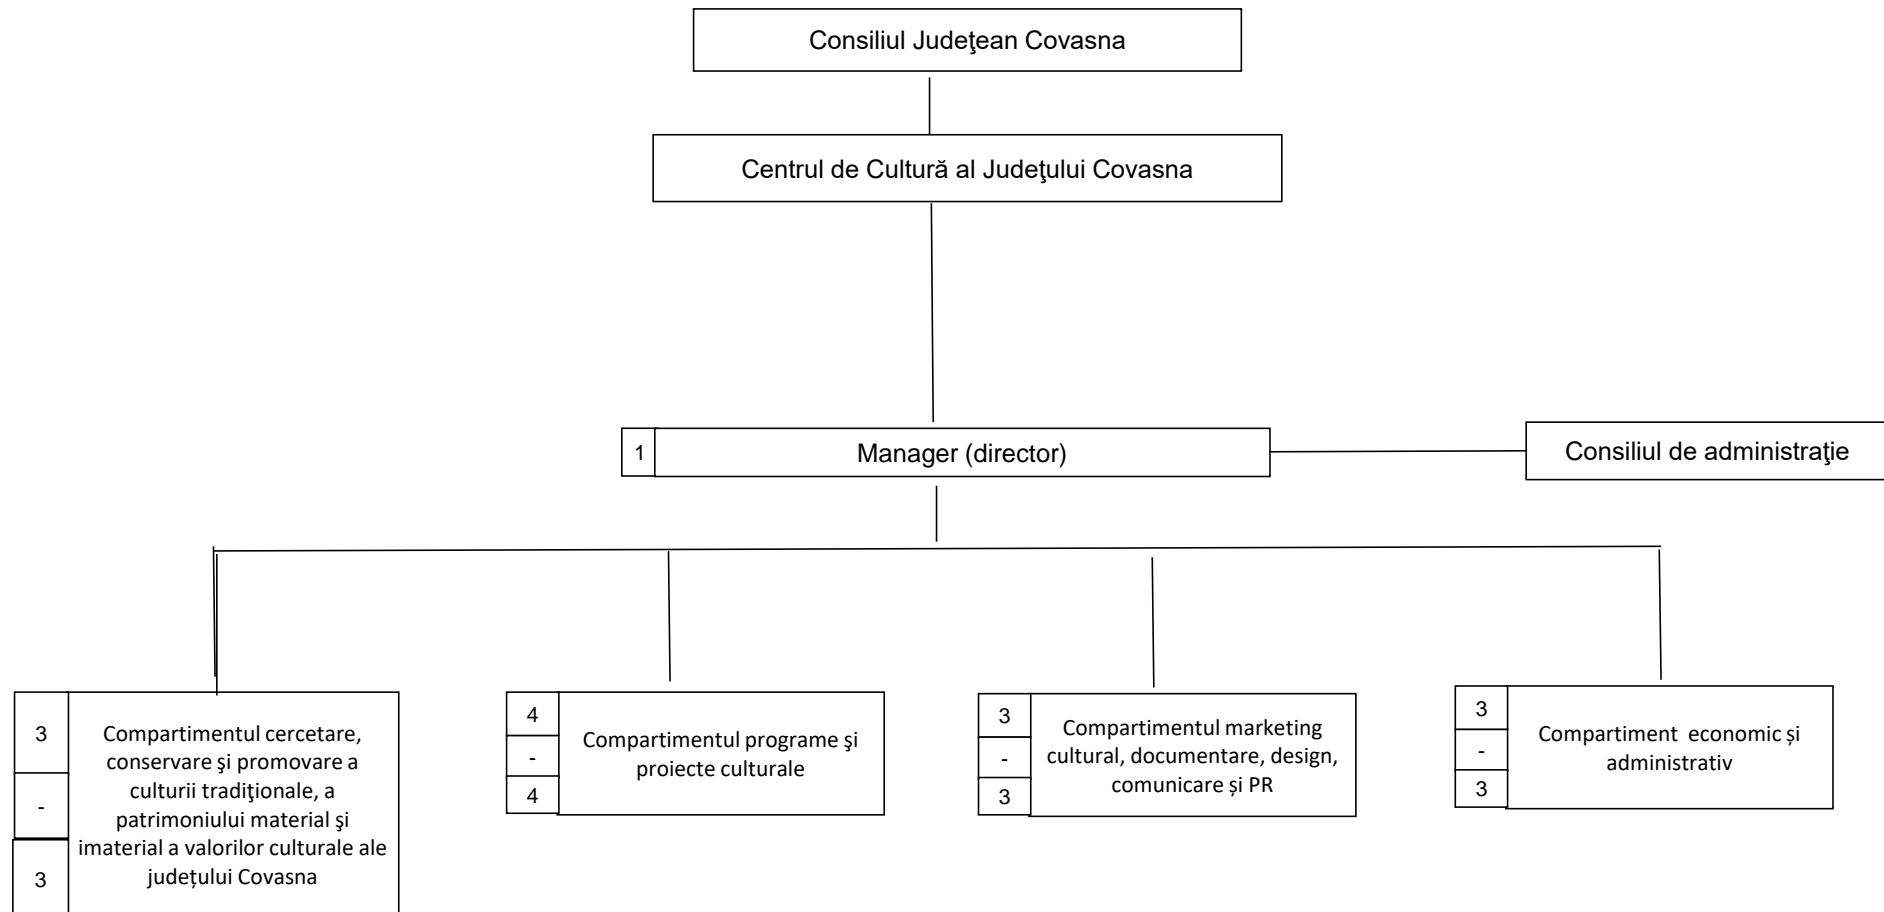 Consiliul Judeţean Covasna
Centrul de Cultură al Judeţului Covasna
1
Manager (director)
Consiliul de administraţie
3
-
3
Compartimentul cercetare,
conservare şi promovare a
culturii tradiţionale, a
patrimoniului material şi
imaterial a valorilor culturale ale
județului Covasna
4
-
4
Compartimentul programe şi
proiecte culturale
3
-
3
Compartimentul marketing
cultural, documentare, design,
comunicare și PR
3
-
3
Compartiment  economic și
administrativ